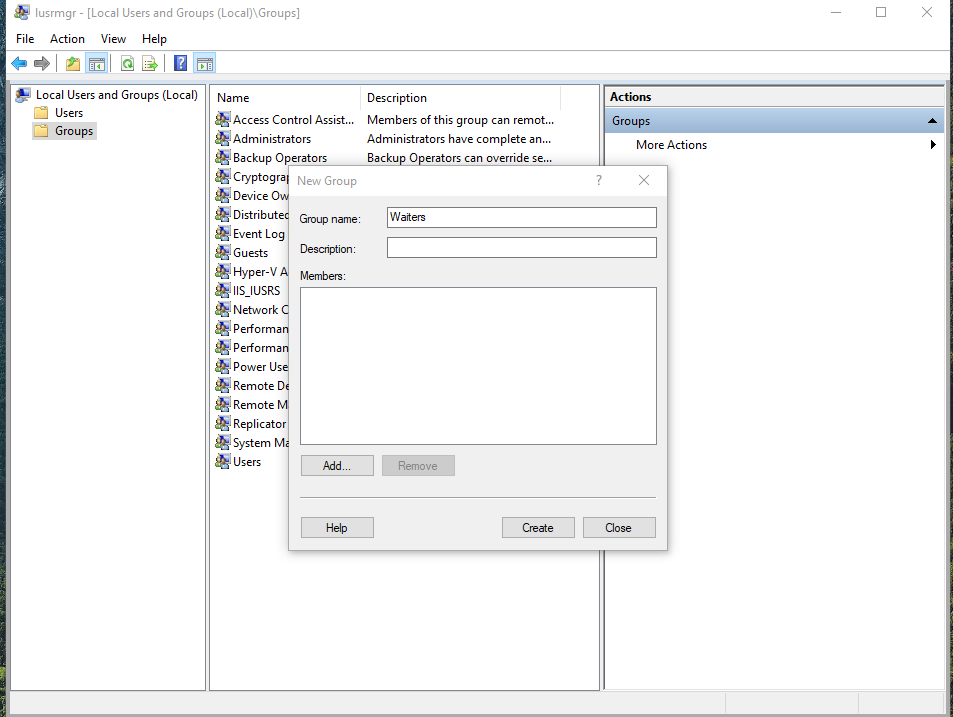 lusrmgr - [Local Users and Groups (Local)\Groups]
File Action View Help
Local Users and Groups (Local)
Users
Groups
Name Description
Access Control Assist... Members of this group can remot...
Administrators Administrators have complete an...
Backup Operators Backup Operators can override se...
Cryptograp
Device Ow
Distributed
Event Log
Guests
Hyper-V A
IIS_IUSRS
Network C
Performan
Performan
Power Use
Remote De
Remote M
Replicator
System Ma
Users
Actions
Groups
More Actions
New Group ?
Group name: Waiters
Description:
Members:
Add... Remove
Help Create Close